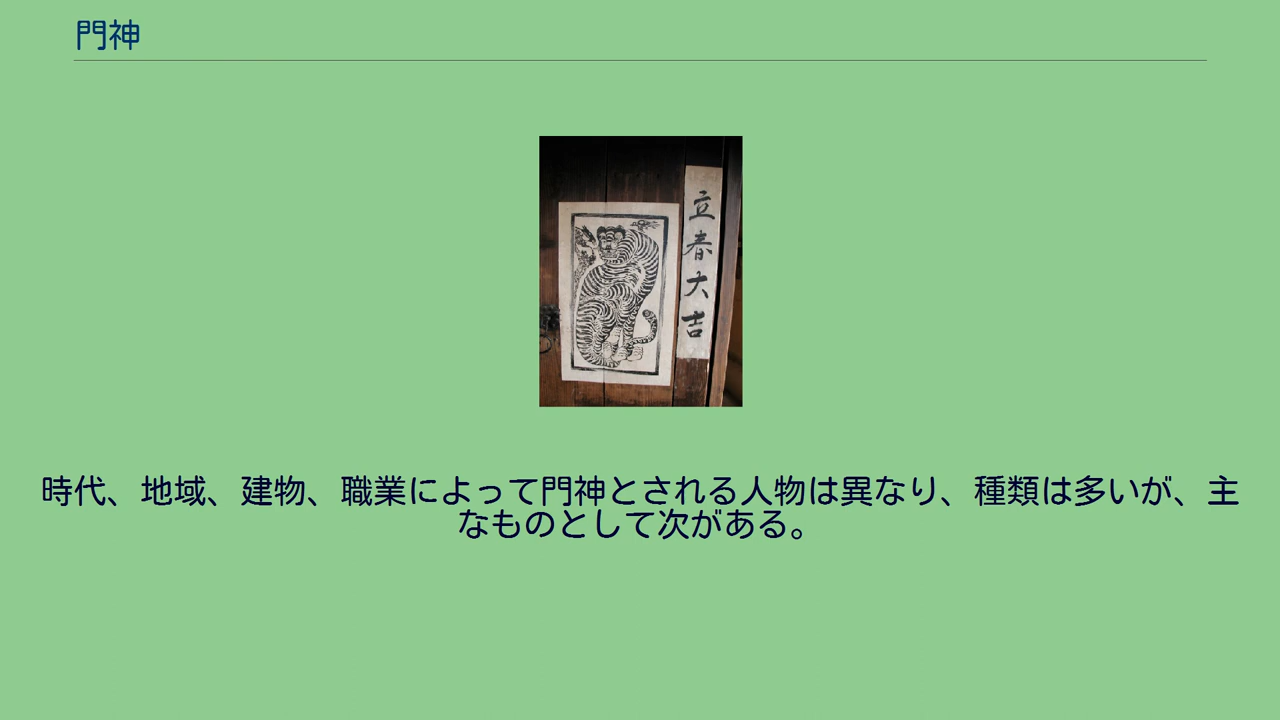 門神
立春大吉
時代、地域、建物、職業によって門神とされる人物は異なり、種類は多いが、主
なものとして次がある。